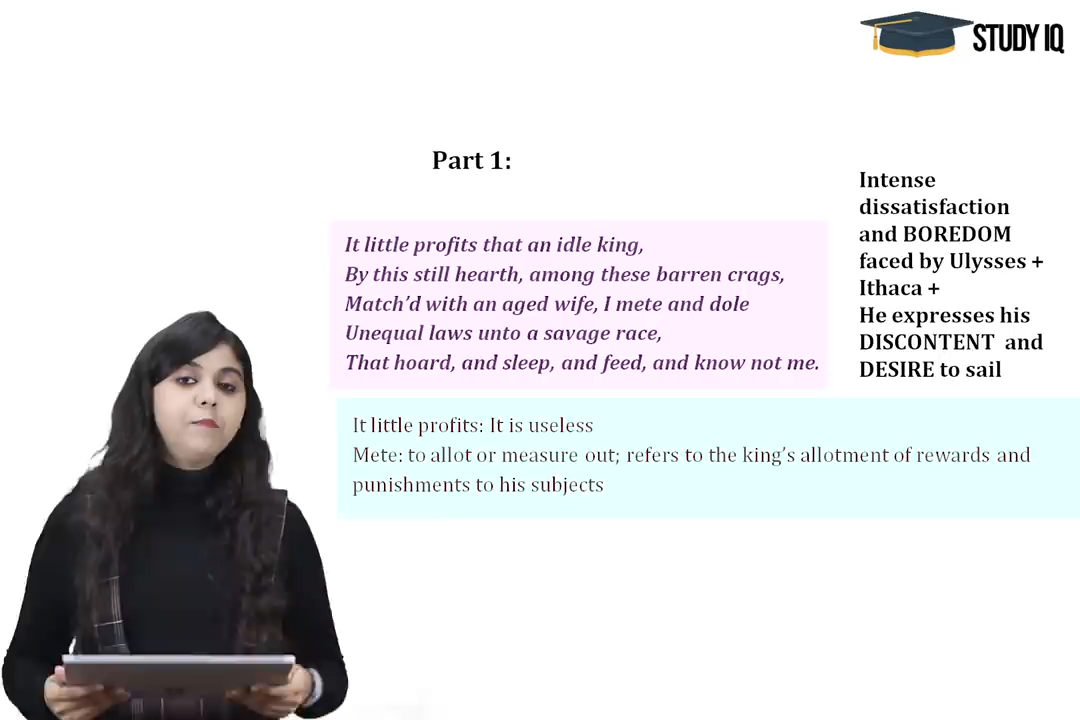 STUDY IQ
Part 1:
It little profits that an idle king,
By this still hearth, among these barren crags,
Match’d with an aged wife, I mete and dole
Unequal laws unto a savage race,
That hoard, and sleep, and feed, and know not me.
Intense
dissatisfaction
and BOREDOM
faced by Ulysses +
Ithaca +
He expresses his
DISCONTENT and
DESIRE to sail
It little profits: It is useless
Mete: to allot or measure out; refers to the king’s allotment of rewards and
punishments to his subjects